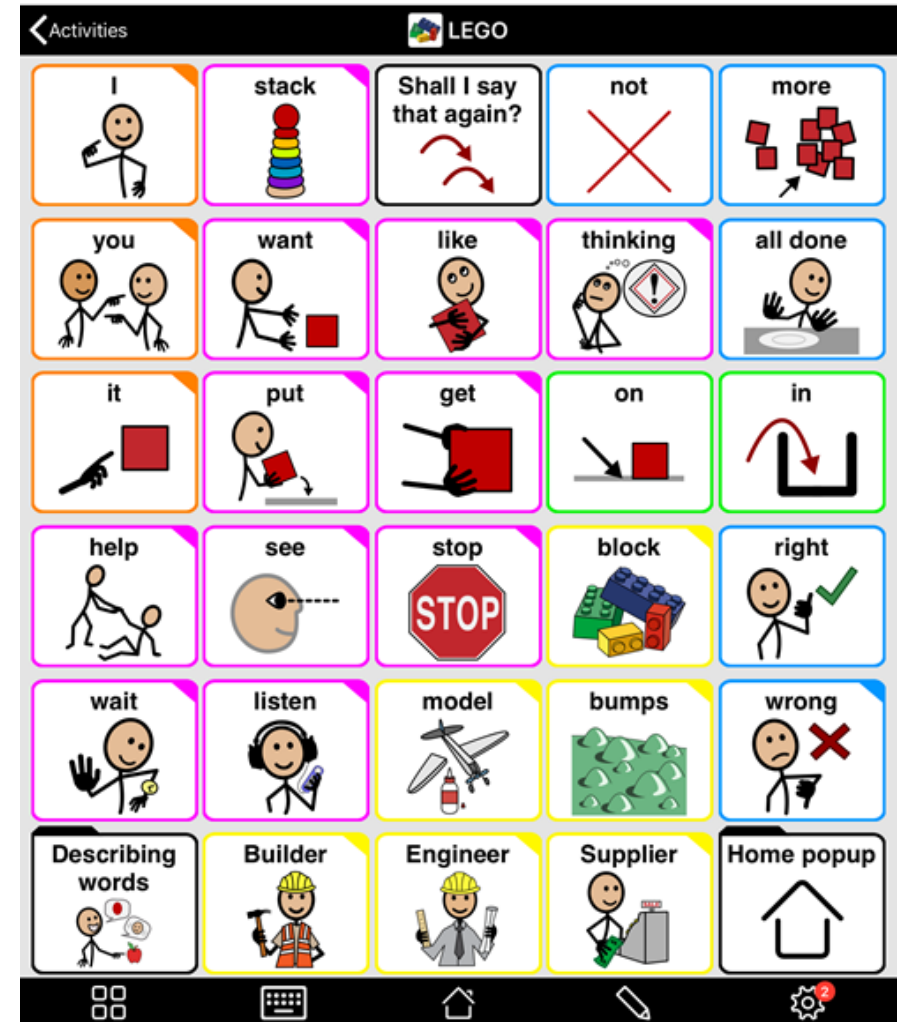 Activities
LEGO
I
stack
Shall I say
that again?
not
more
you
want
like
thinking
all done
it
put
get
on
in
help
see
stop
STOP
block
right
wait
listen
model
bumps
wrong
Describing
words
Builder
Engineer
Supplier
Home popup
2